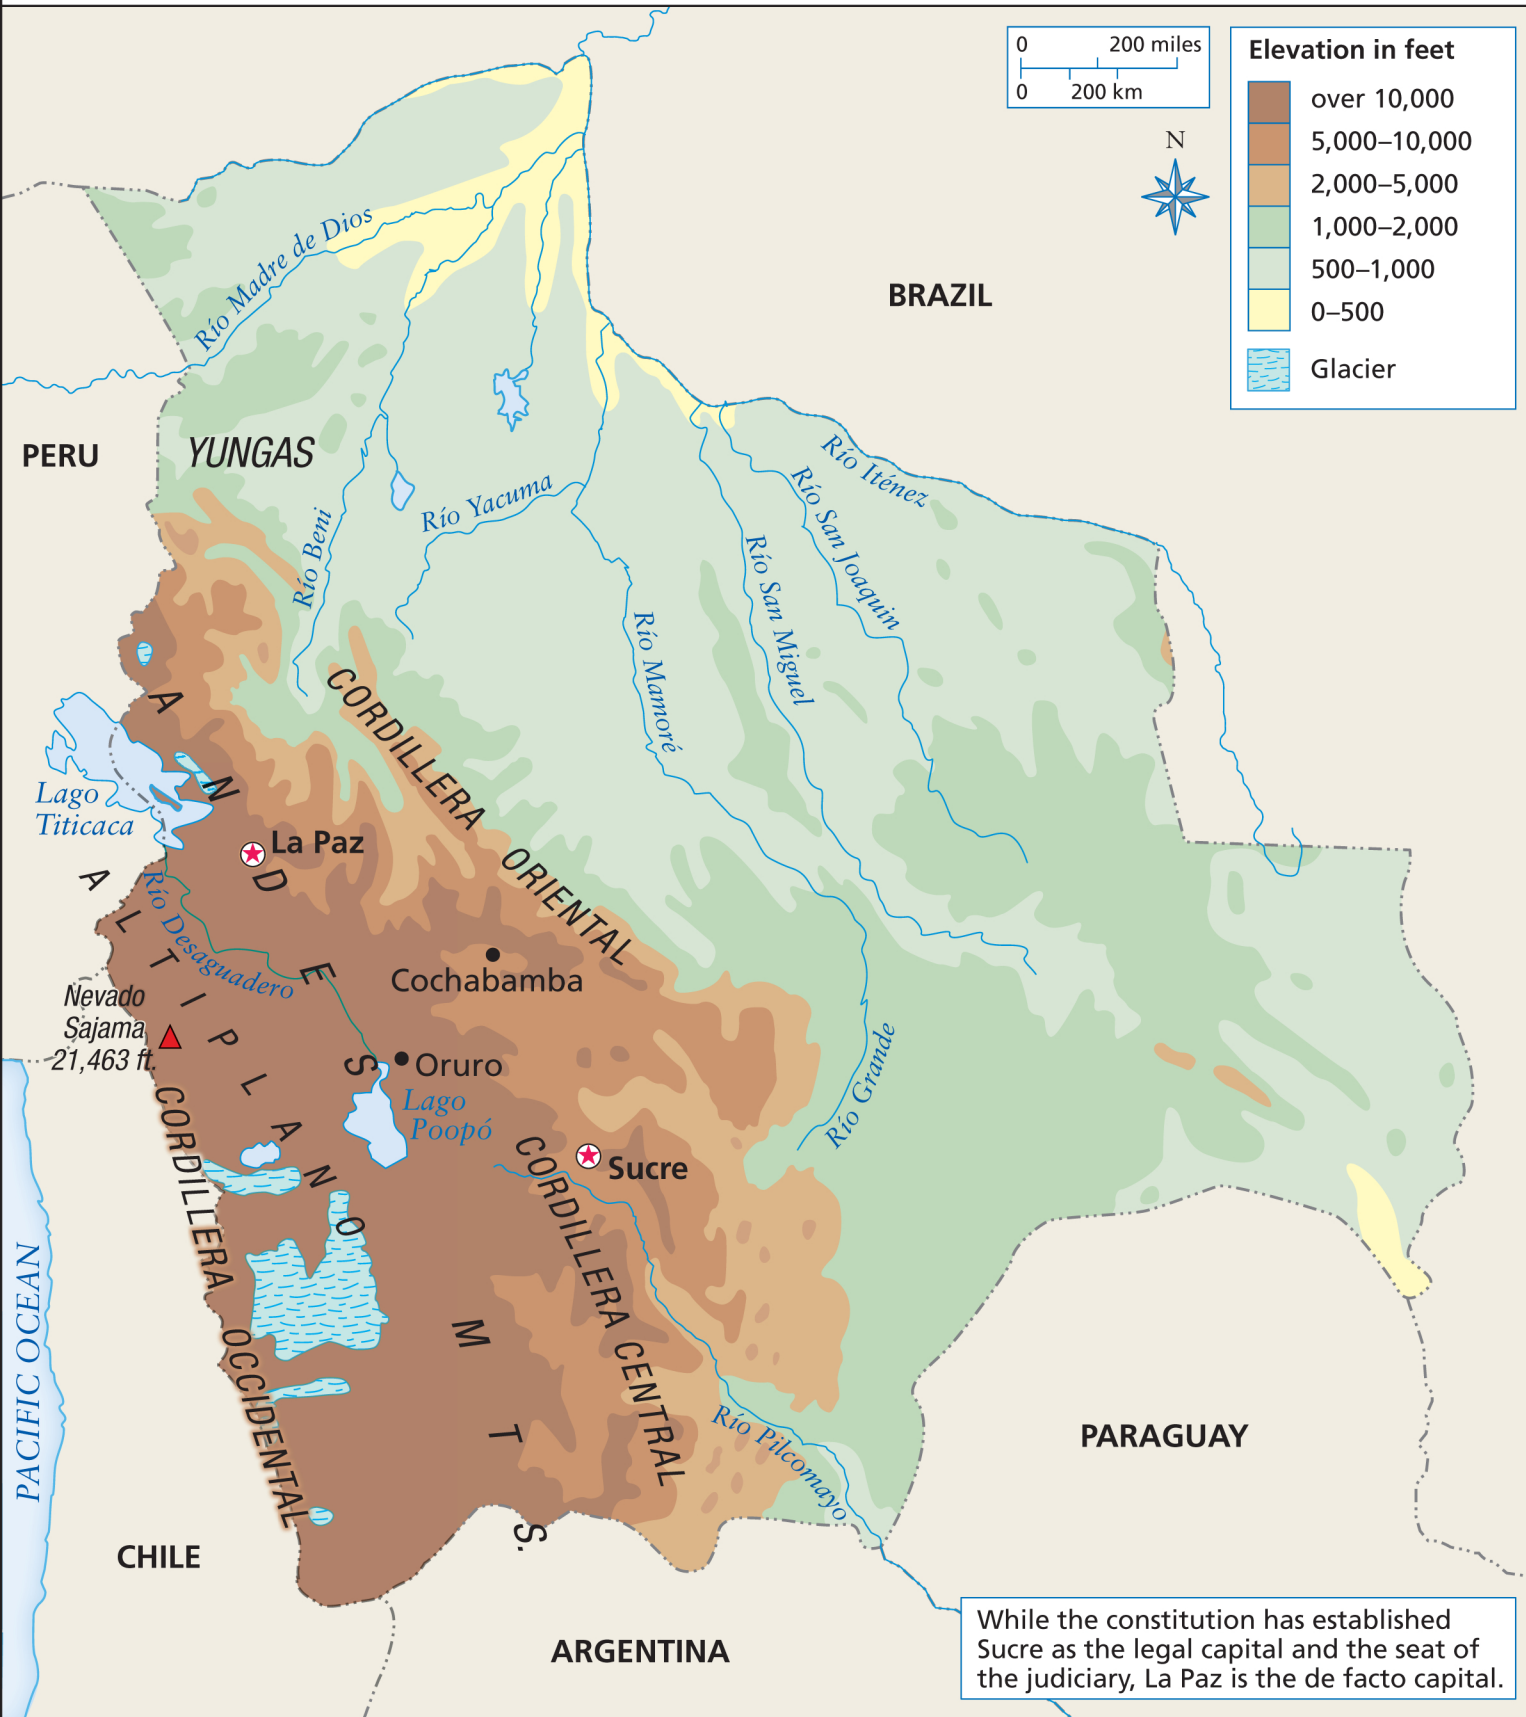 0 200 miles
0 200 km
Elevation in feet
over 10,000
5,000–10,000
2,000–5,000
1,000–2,000
500–1,000
0–500
Glacier
N
BRAZIL
PERU
YUNGAS
Río Madre de Dios
Río Beni
Río Yacuma
Río Mamoré
Río San Miguel
Río San Joaquin
Río Iténez
CORDILLERA ORIENTAL
ANDES MTS.
Lago
Titicaca
La Paz
ALTIPLANO
Río Desaguadero
Cochabamba
Nevado
Sajama
21,463 ft.
Oruro
Lago
Poopó
Río Grande
Sucre
CORDILLERA OCCIDENTAL
CORDILLERA CENTRAL
Río Pilcomayo
PACIFIC OCEAN
CHILE
PARAGUAY
ARGENTINA
While the constitution has established
Sucre as the legal capital and the seat of
the judiciary, La Paz is the de facto capital.